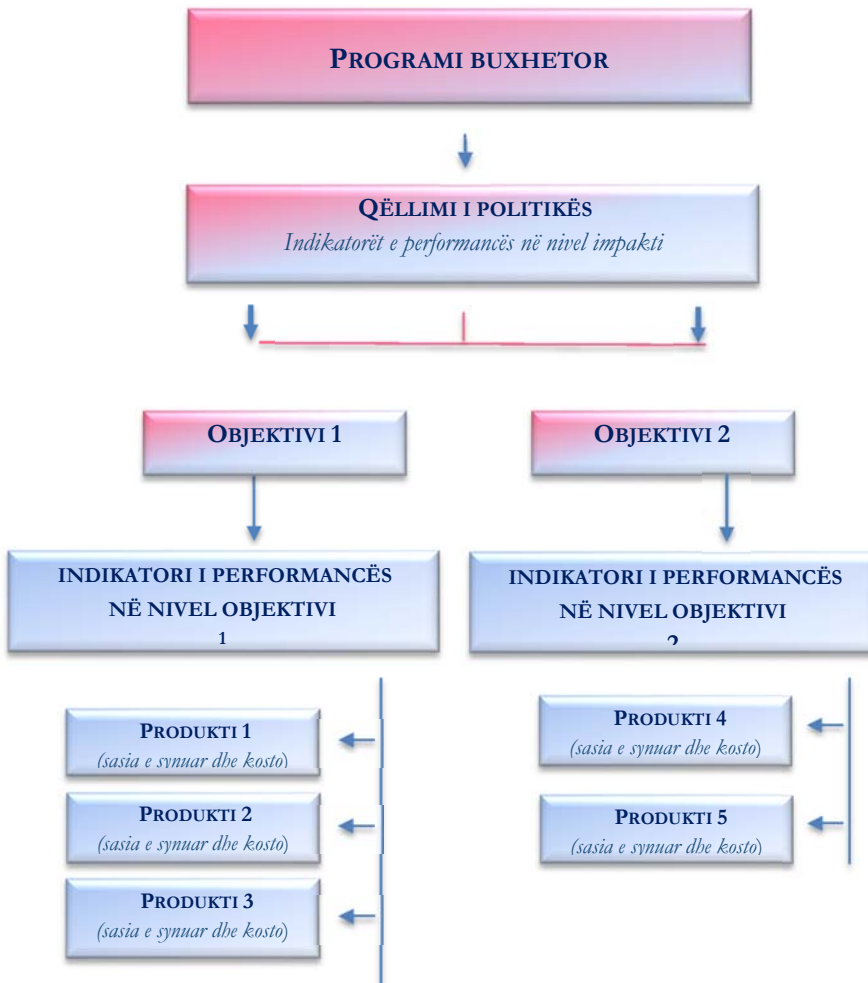 PROGRAMI BUXHETOR
QËLLIMI I POLITIKËS
Indikatorët e performancës në nivel impakti
OBJEKTIVI 1
OBJEKTIVI 2
INDIKATORI I PERFORMANCËS
NË NIVEL OBJEKTIVI
1
INDIKATORI I PERFORMANCËS
NË NIVEL OBJEKTIVI
2
PRODUKTI 1
(sasia e synuar dhe kosto)
PRODUKTI 2
(sasia e synuar dhe kosto)
PRODUKTI 3
(sasia e synuar dhe kosto)
PRODUKTI 4
(sasia e synuar dhe kosto)
PRODUKTI 5
(sasia e synuar dhe kosto)